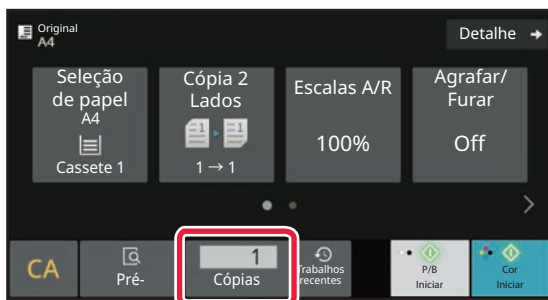 Original
A4
Detalhe
Seleção
de papel
A4
Cassete 1
Cópia 2
Lados
1 → 1
Escalas A/R
100%
Agrafar/
Furar
Off
CA
Pré-
1
Cópias
Trabalhos
recentes
P/B
Iniciar
Cor
Iniciar